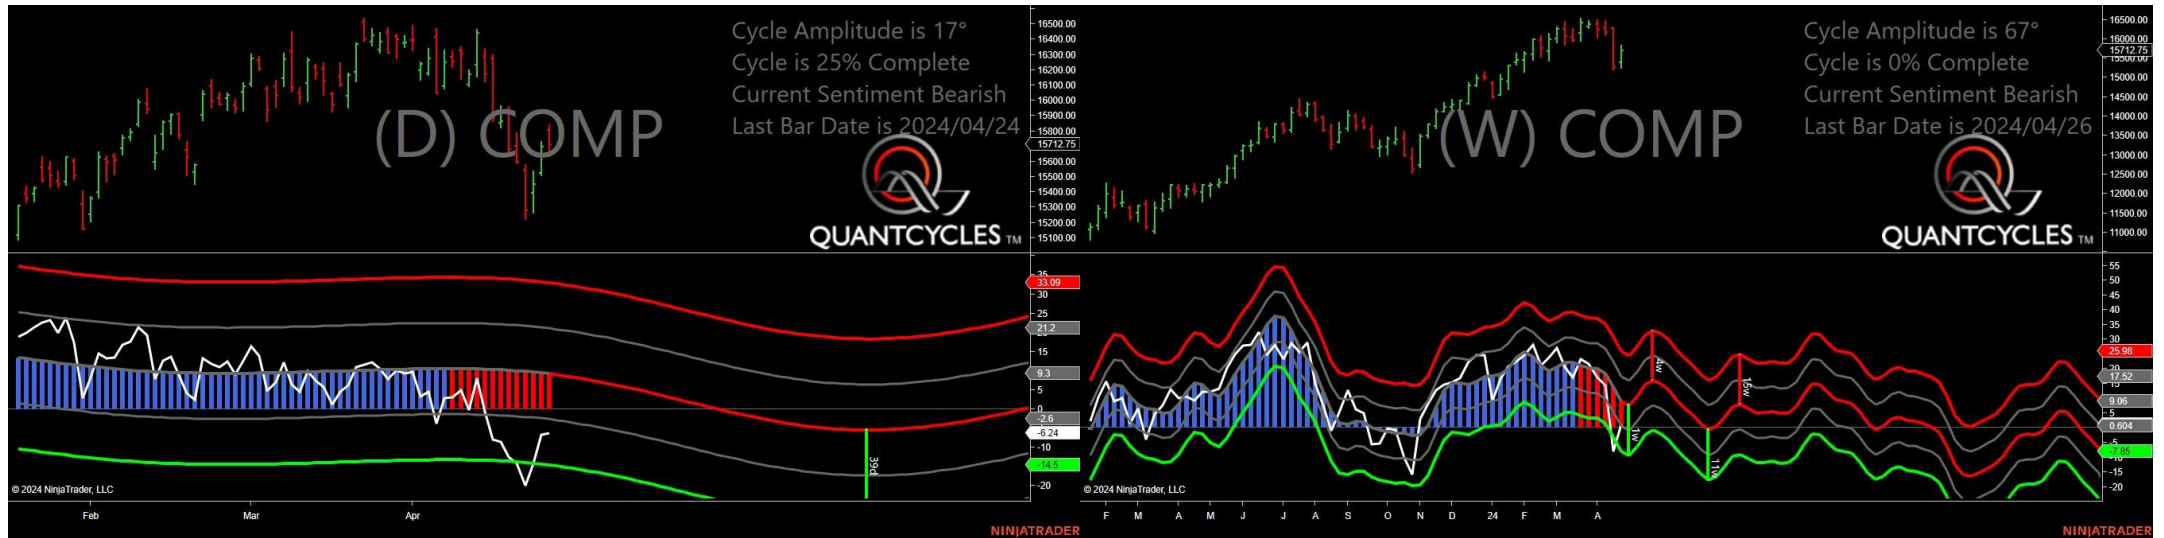 Cycle Amplitude is 17°
Cycle is 25% Complete
Current Sentiment Bearish
Last Bar Date is 2024/04/24
(D) COMP
QUANTCYCLES TM
16500.00
16400.00
16300.00
16200.00
16100.00
16000.00
15900.00
15800.00
15712.75
15600.00
15500.00
15400.00
15300.00
15200.00
15100.00
35
33.09
30
25
21.2
15
9.3
5
0
-2.6
-6.24
-10
-14.5
-20
39d
© 2024 NinjaTrader, LLC
Feb Mar Apr
NINJATRADER
Cycle Amplitude is 67°
Cycle is 0% Complete
Current Sentiment Bearish
Last Bar Date is 2024/04/26
(W) COMP
QUANTCYCLES TM
16500.00
16000.00
15712.75
15500.00
15000.00
14500.00
14000.00
13500.00
13000.00
12500.00
12000.00
11500.00
11000.00
55
50
45
40
35
30
25.98
20
17.52
15
9.06
5
0.604
-5
-7.85
-15
-20
4w
15w
1w
11w
© 2024 NinjaTrader, LLC
F M A M J J A S O N D 24 F M A
NINJATRADER